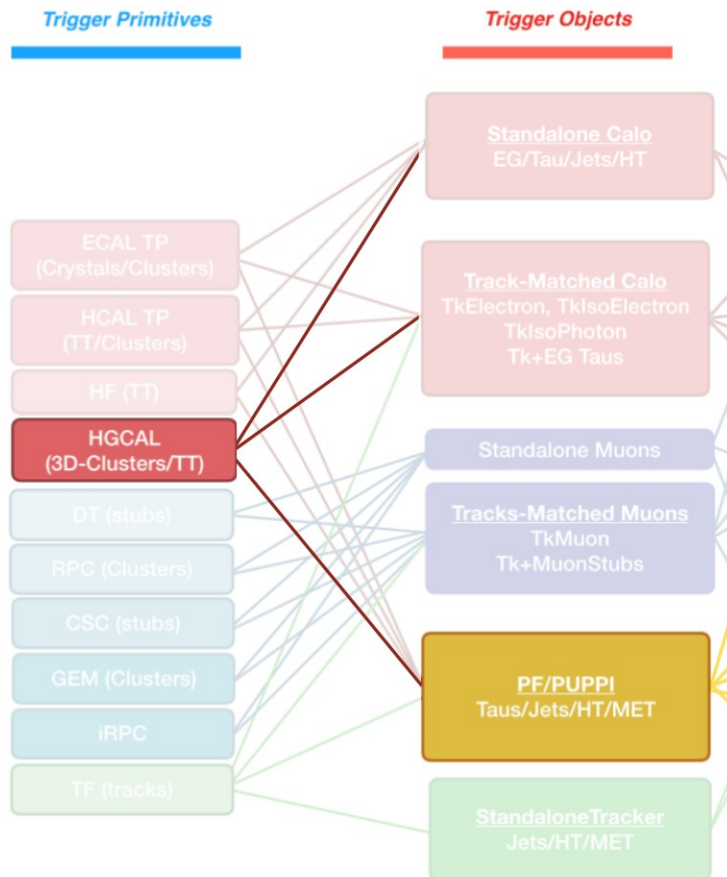 Trigger Primitives
Trigger Objects
Standalone Calo
EG/Tau/Jets/HT
ECAL TP
(Crystals/Clusters)
HCAL TP
(TT/Clusters)
HF (TT)
HGCAL
(3D-Clusters/TT)
DT (stubs)
RPC (Clusters)
CSC (stubs)
GEM (Clusters)
iRPC
TF (tracks)
Track-Matched Calo
TkElectron, TkIsoElectron
TkIsoPhoton
Tk+EG Taus
Standalone Muons
Tracks-Matched Muons
TkMuon
Tk+MuonStubs
PF/PUPPI
Taus/Jets/HT/MET
StandaloneTracker
Jets/HT/MET